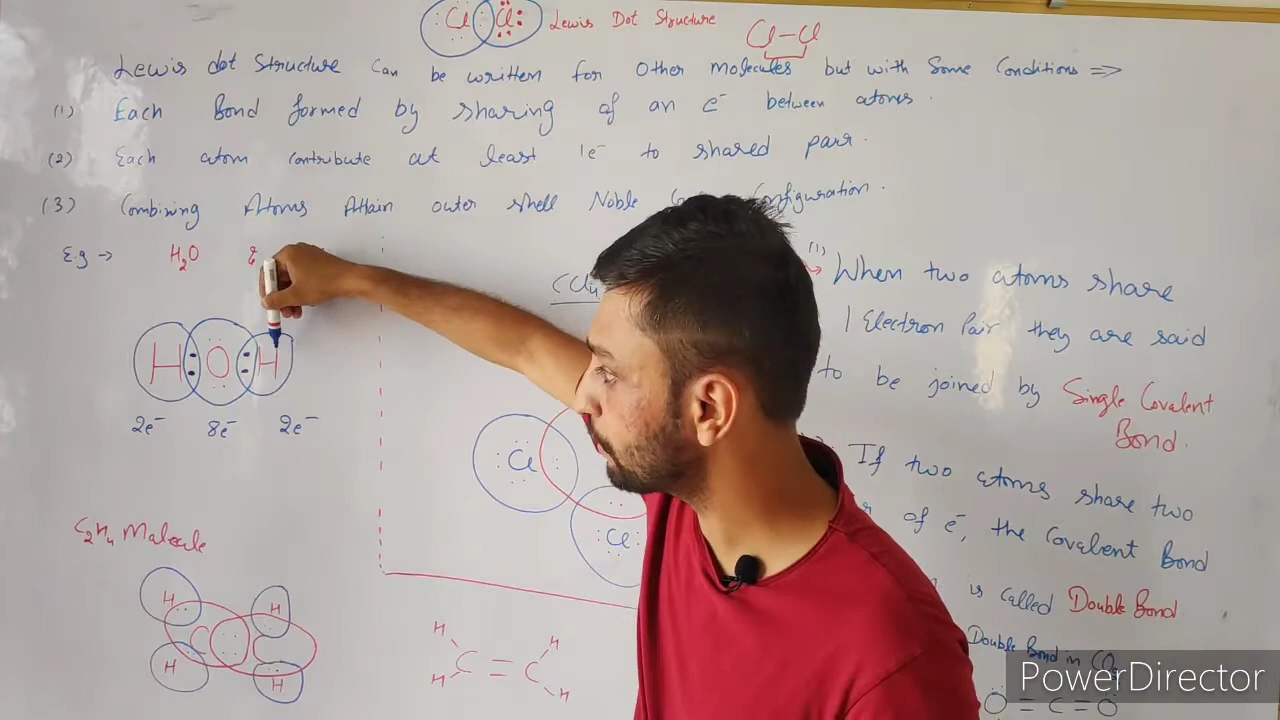 Cl Cl Lewis Dot Structure Cl-Cl
Lewis dot Structure Can be written for Other molecules but with Some Conditions ⇒
(1) Each Bond formed by sharing of an e⁻ between atoms.
(2) Each atom contribute at least 1e⁻ to shared pair.
(3) Combining Atoms Attain outer shell Noble Configuration.
E.g → H₂O
CCl₄
H : O : H
2e⁻ 8e⁻ 2e⁻
Cl
Cl
(1) When two atoms share
1 Electron Pair they are said
to be joined by Single Covalent
Bond.
If two atoms share two
of e⁻, the Covalent Bond
is called Double Bond
Double Bond in CO₂
O = C = O
C₂H₄ Molecule
H H
C C
H H
H H
C = C
H H
PowerDirector